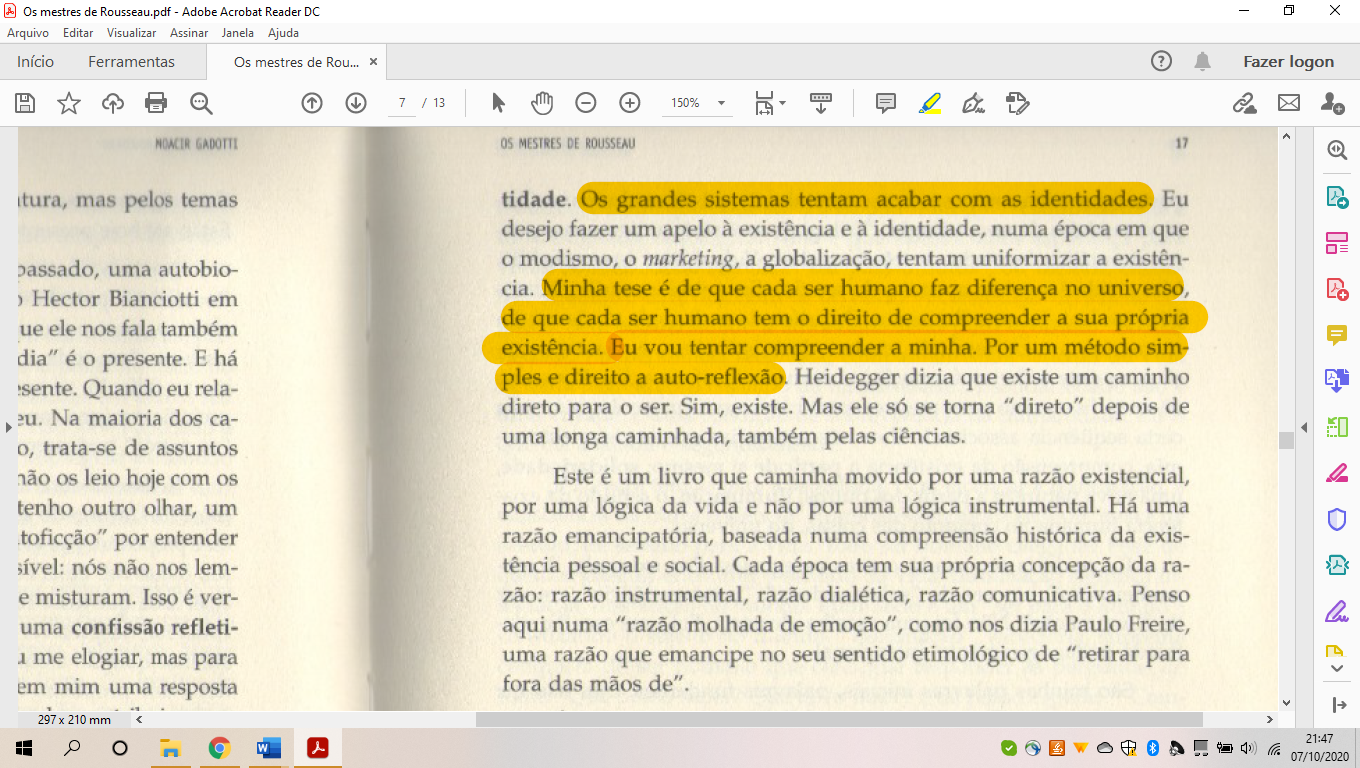 Os mestres de Rousseau.pdf - Adobe Acrobat Reader DC
Arquivo Editar Visualizar Assinar Janela Ajuda
Início Ferramentas Os mestres de Rou... × Fazer logon
7 / 13 150%
MOACIR GADOTTI
atura, mas pelos temas
passado, uma autobio-
o Hector Bianciotti em
que ele nos fala também
dia” é o presente. E há
esente. Quando eu rela-
eu. Na maioria dos ca-
o, trata-se de assuntos
não os leio hoje com os
tenho outro olhar, um
toficção” por entender
sível: nós não nos lem-
e misturam. Isso é ver-
uma confissão refleti-
u me elogiar, mas para
em mim uma resposta
OS MESTRES DE ROUSSEAU 17
tidade. Os grandes sistemas tentam acabar com as identidades. Eu
desejo fazer um apelo à existência e à identidade, numa época em que
o modismo, o marketing, a globalização, tentam uniformizar a existên-
cia. Minha tese é de que cada ser humano faz diferença no universo,
de que cada ser humano tem o direito de compreender a sua própria
existência. Eu vou tentar compreender a minha. Por um método sim-
ples e direito a auto-reflexão. Heidegger dizia que existe um caminho
direto para o ser. Sim, existe. Mas ele só se torna “direto” depois de
uma longa caminhada, também pelas ciências.
Este é um livro que caminha movido por uma razão existencial,
por uma lógica da vida e não por uma lógica instrumental. Há uma
razão emancipatória, baseada numa compreensão histórica da exis-
tência pessoal e social. Cada época tem sua própria concepção da ra-
zão: razão instrumental, razão dialética, razão comunicativa. Penso
aqui numa “razão molhada de emoção”, como nos dizia Paulo Freire,
uma razão que emancipe no seu sentido etimológico de “retirar para
fora das mãos de”.
297 x 210 mm
21:47
07/10/2020